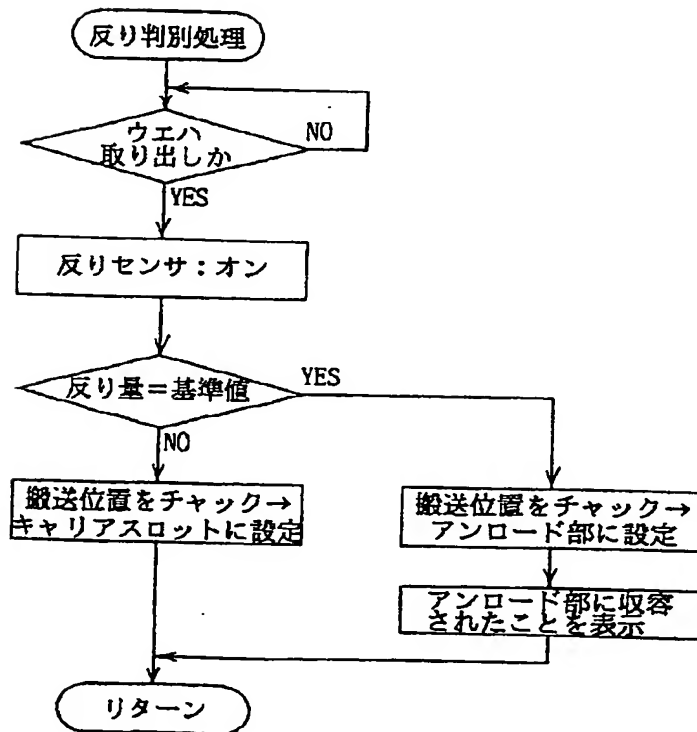 反り判別処理
ウエハ
取り出しか
NO
YES
反りセンサ:オン
反り量=基準値
YES
NO
搬送位置をチャック→
キャリアスロットに設定
搬送位置をチャック→
アンロード部に設定
アンロード部に収容
されたことを表示
リターン